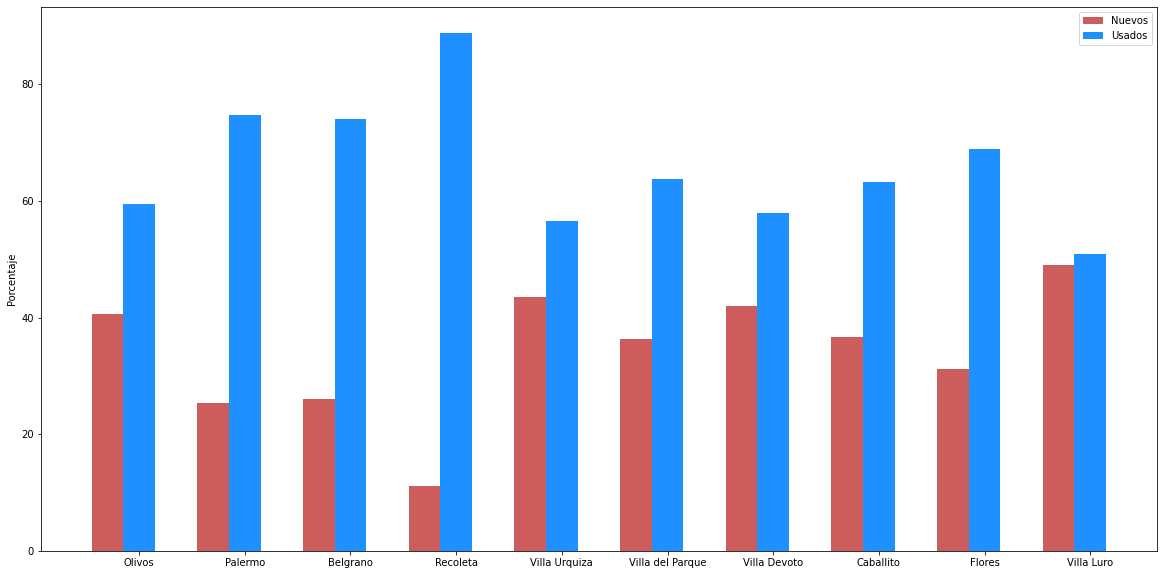 Nuevos
Usados
Porcentaje
80
60
40
20
0
Olivos Palermo Belgrano Recoleta Villa Urquiza Villa del Parque Villa Devoto Caballito Flores Villa Luro